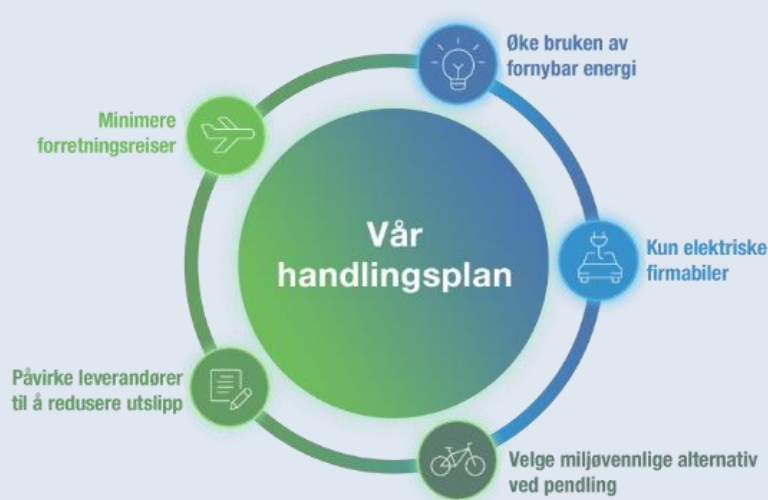 Vår
handlingsplan
Øke bruken av
fornybar energi
Kun elektriske
firmabiler
Velge miljøvennlige alternativ
ved pendling
Påvirke leverandører
til å redusere utslipp
Minimere
forretningsreiser